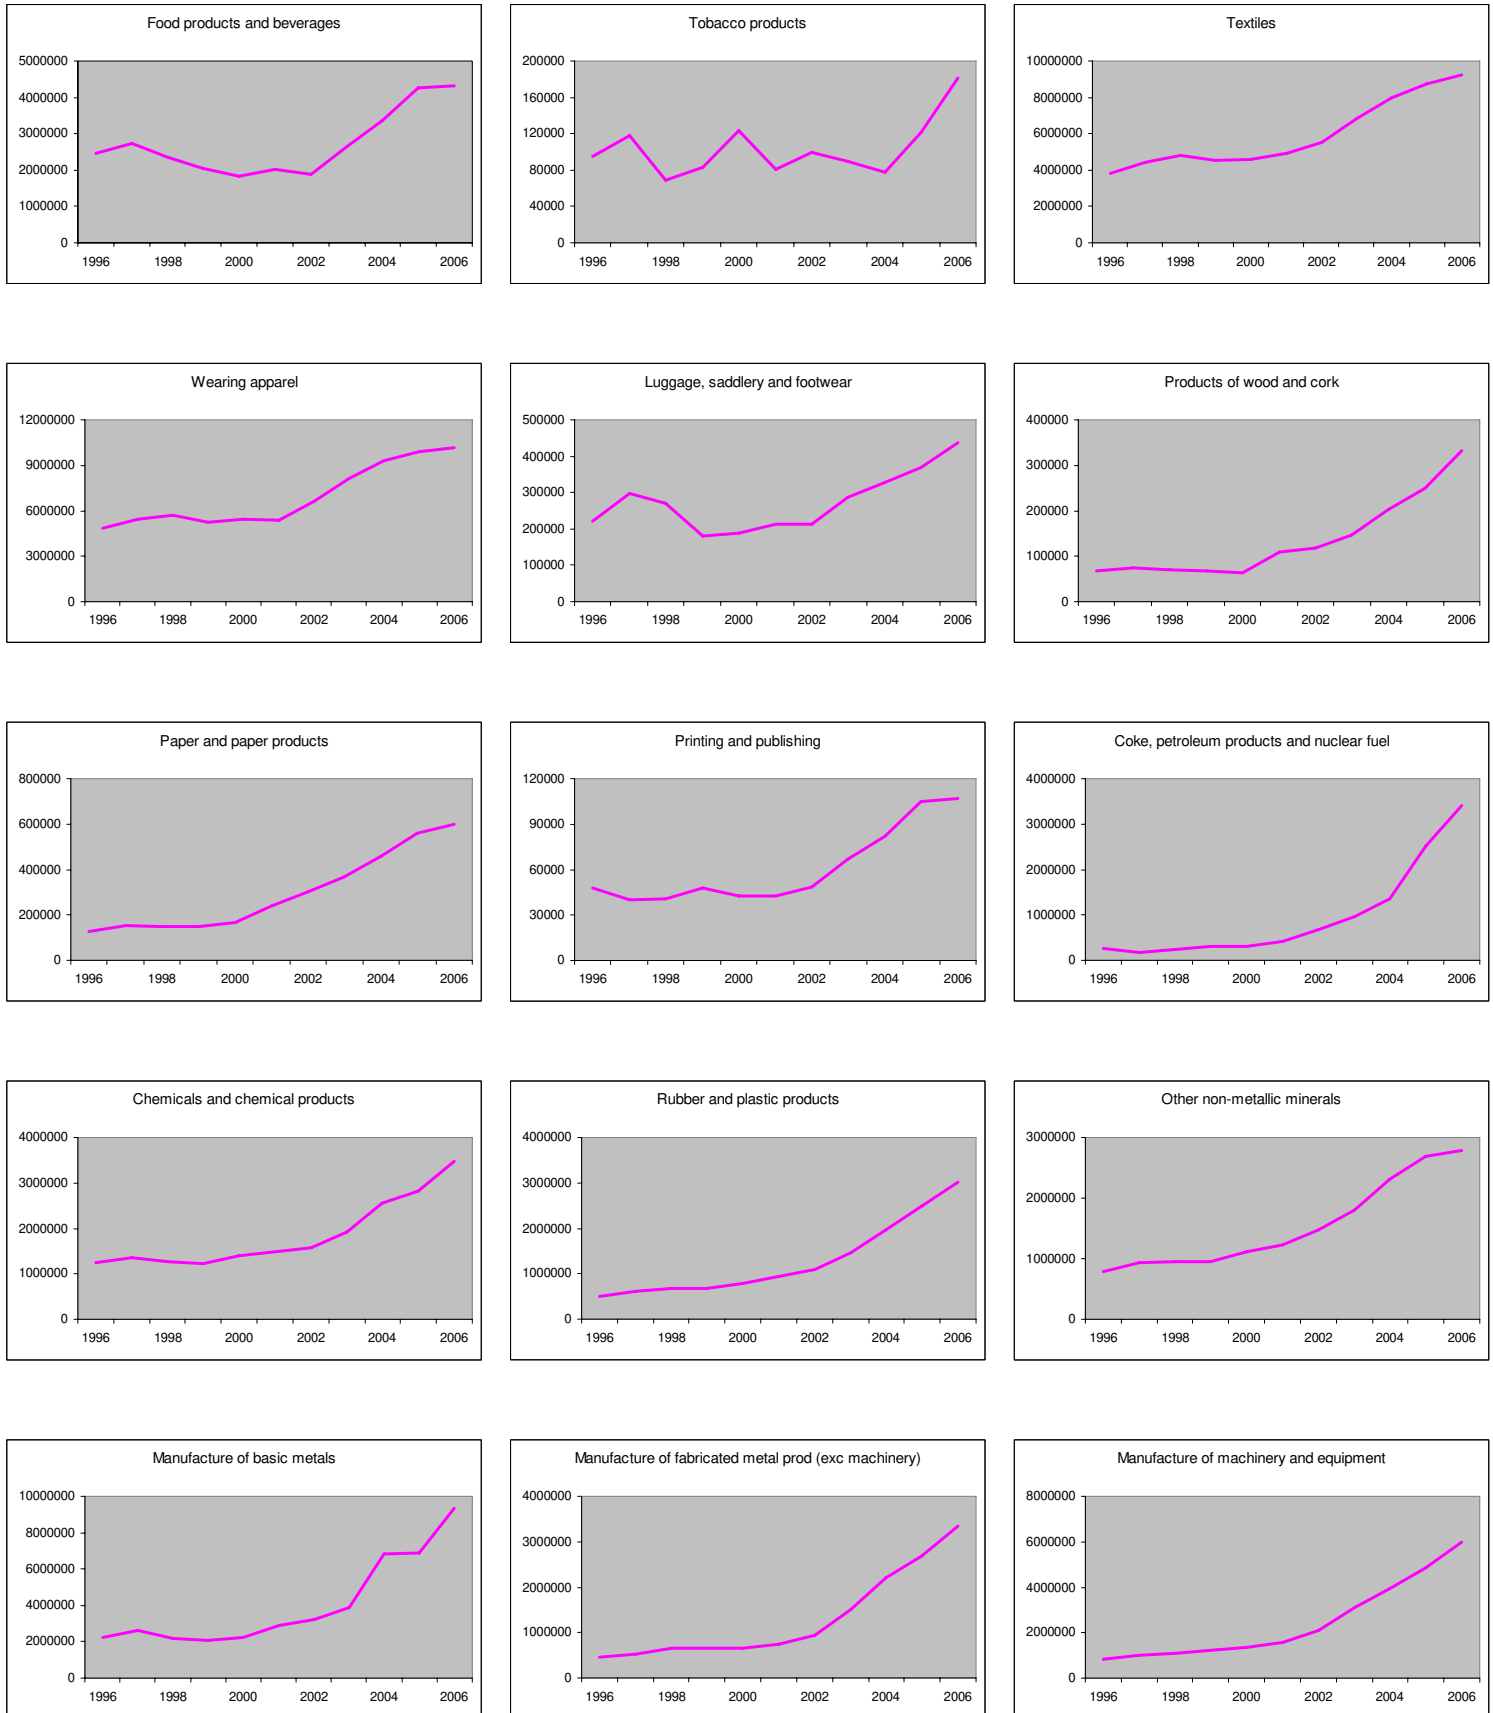 Food products and beverages
5000000
4000000
3000000
2000000
1000000
0
1996 1998 2000 2002 2004 2006
Tobacco products
200000
160000
120000
80000
40000
0
1996 1998 2000 2002 2004 2006
Textiles
10000000
8000000
6000000
4000000
2000000
0
1996 1998 2000 2002 2004 2006
Wearing apparel
12000000
9000000
6000000
3000000
0
1996 1998 2000 2002 2004 2006
Luggage, saddlery and footwear
500000
400000
300000
200000
100000
0
1996 1998 2000 2002 2004 2006
Products of wood and cork
400000
300000
200000
100000
0
1996 1998 2000 2002 2004 2006
Paper and paper products
800000
600000
400000
200000
0
1996 1998 2000 2002 2004 2006
Printing and publishing
120000
90000
60000
30000
0
1996 1998 2000 2002 2004 2006
Coke, petroleum products and nuclear fuel
4000000
3000000
2000000
1000000
0
1996 1998 2000 2002 2004 2006
Chemicals and chemical products
4000000
3000000
2000000
1000000
0
1996 1998 2000 2002 2004 2006
Rubber and plastic products
4000000
3000000
2000000
1000000
0
1996 1998 2000 2002 2004 2006
Other non-metallic minerals
3000000
2000000
1000000
0
1996 1998 2000 2002 2004 2006
Manufacture of basic metals
10000000
8000000
6000000
4000000
2000000
0
1996 1998 2000 2002 2004 2006
Manufacture of fabricated metal prod (exc machinery)
4000000
3000000
2000000
1000000
0
1996 1998 2000 2002 2004 2006
Manufacture of machinery and equipment
8000000
6000000
4000000
2000000
0
1996 1998 2000 2002 2004 2006